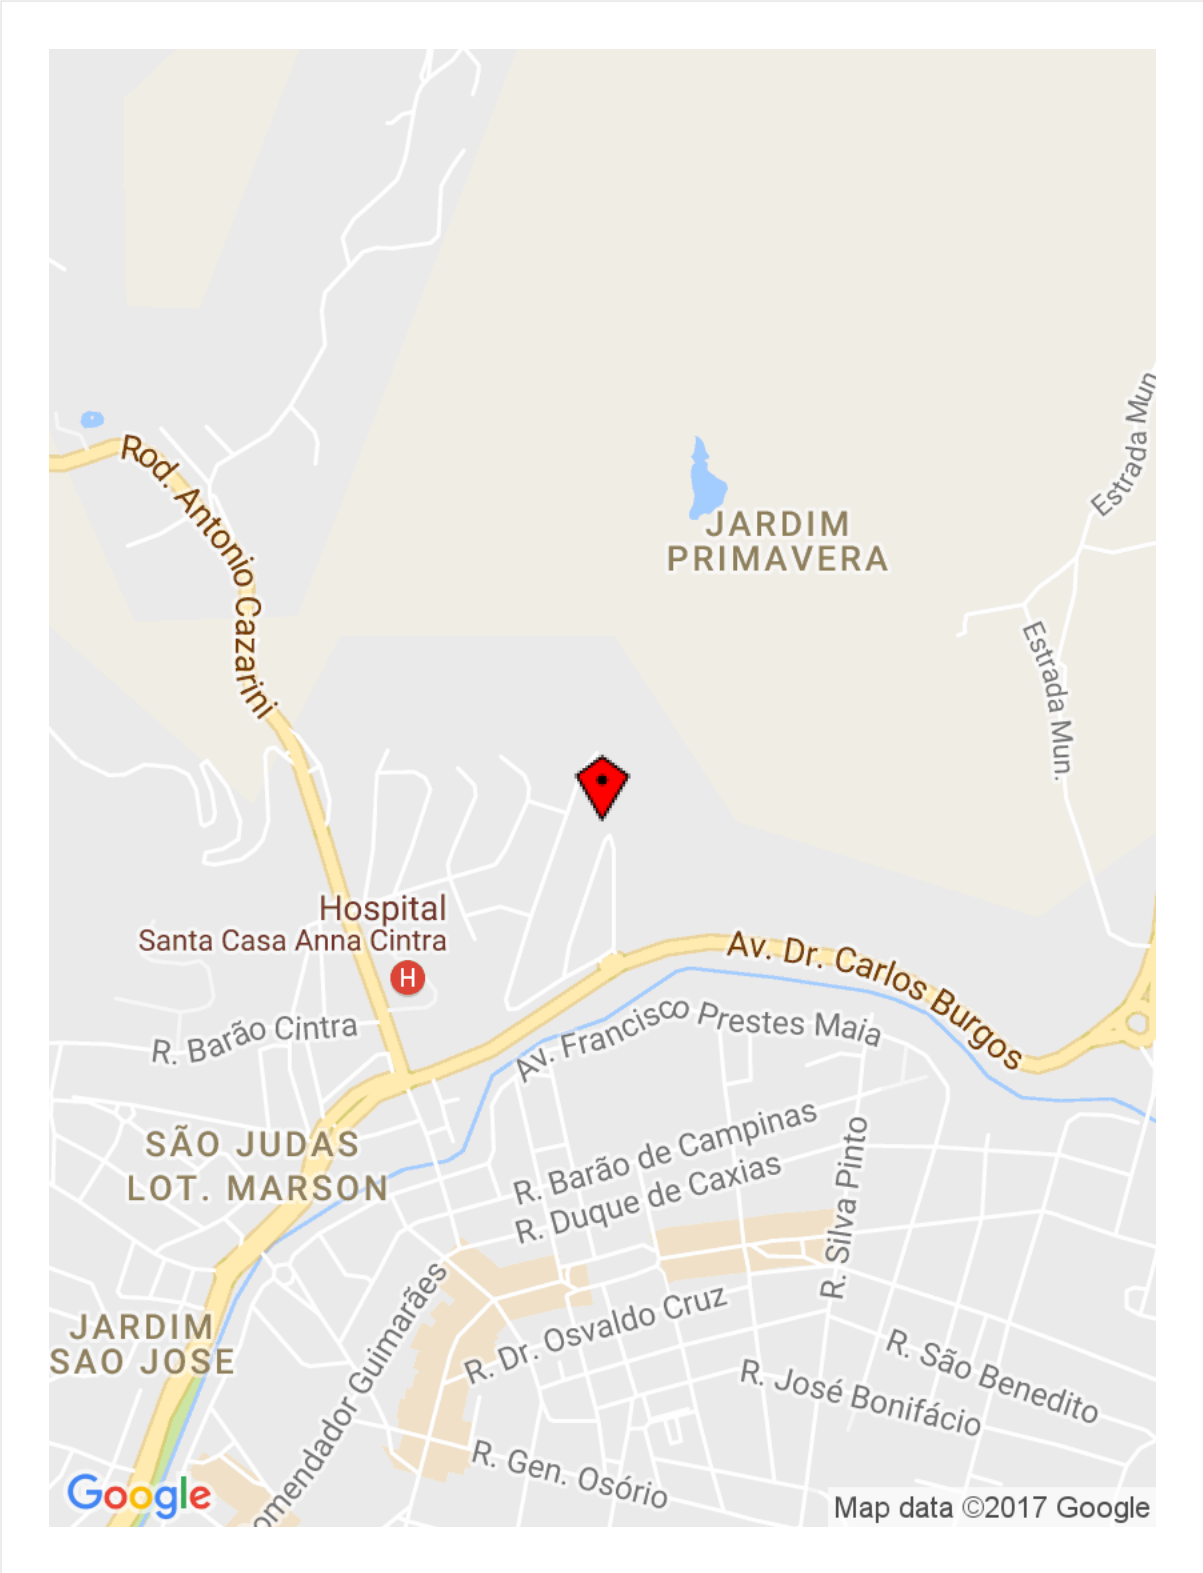 Estrada Mun
Rod. Antonio Cazarini
JARDIM
PRIMAVERA
Estrada Mun.
Hospital
Santa Casa Anna Cintra
H
Av. Dr. Carlos Burgos
R. Barão Cintra
Av. Francisco Prestes Maia
SÃO JUDAS
LOT. MARSON
R. Barão de Campinas
R. Duque de Caxias
R. Silva Pinto
JARDIM
SAO JOSE
omendador Guimarães
R. Dr. Osvaldo Cruz
R. São Benedito
R. José Bonifácio
R. Gen. Osório
Google
Map data ©2017 Google